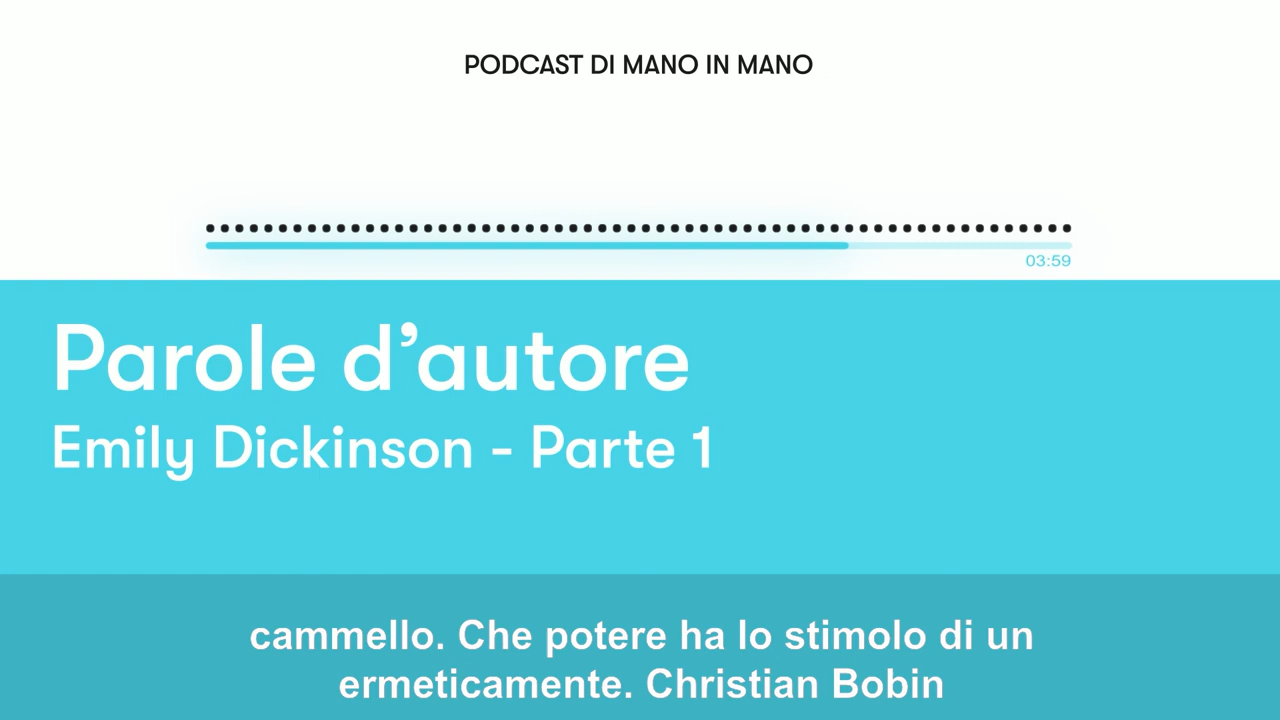 PODCAST DI MANO IN MANO
03:59
Parole d’autore
Emily Dickinson - Parte 1
cammello. Che potere ha lo stimolo di un
ermeticamente. Christian Bobin